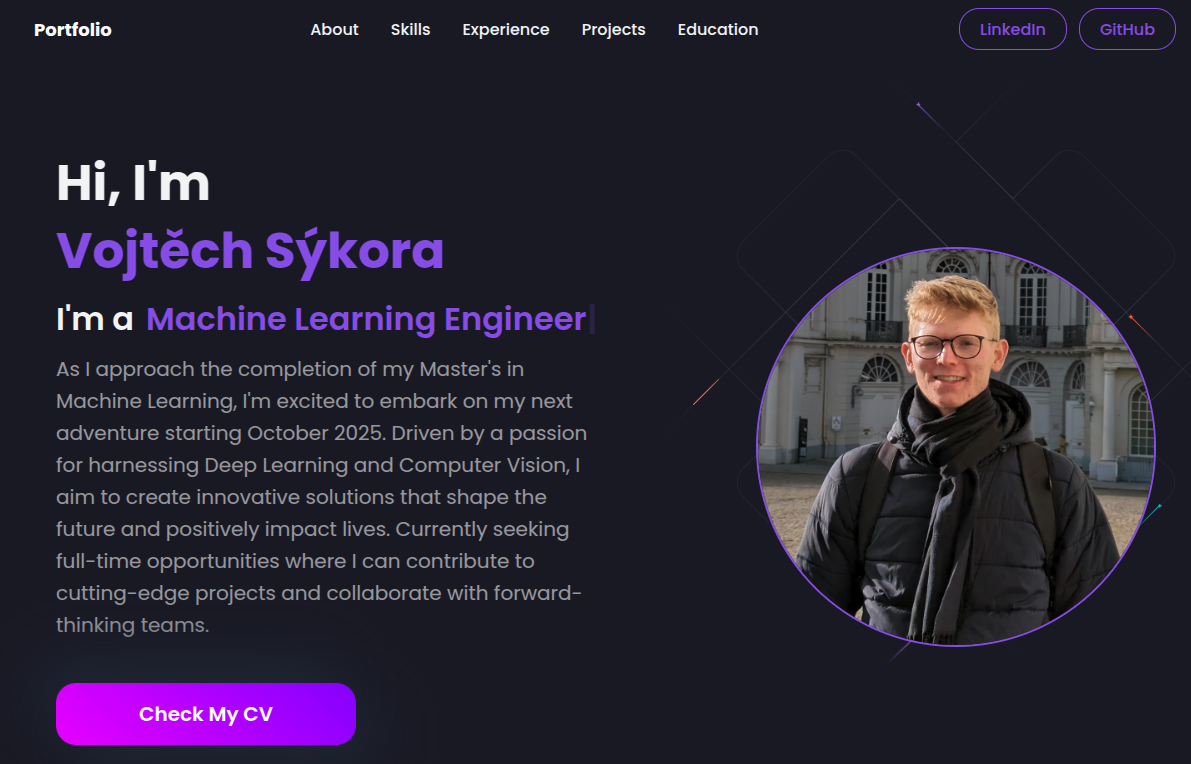 Portfolio
About
Skills
Experience
Projects
Education
LinkedIn
GitHub
Hi, I'm
Vojtěch Sýkora
I'm a Machine Learning Engineer
As I approach the completion of my Master's in
Machine Learning, I'm excited to embark on my next
adventure starting October 2025. Driven by a passion
for harnessing Deep Learning and Computer Vision, I
aim to create innovative solutions that shape the
future and positively impact lives. Currently seeking
full-time opportunities where I can contribute to
cutting-edge projects and collaborate with forward-
thinking teams.
Check My CV